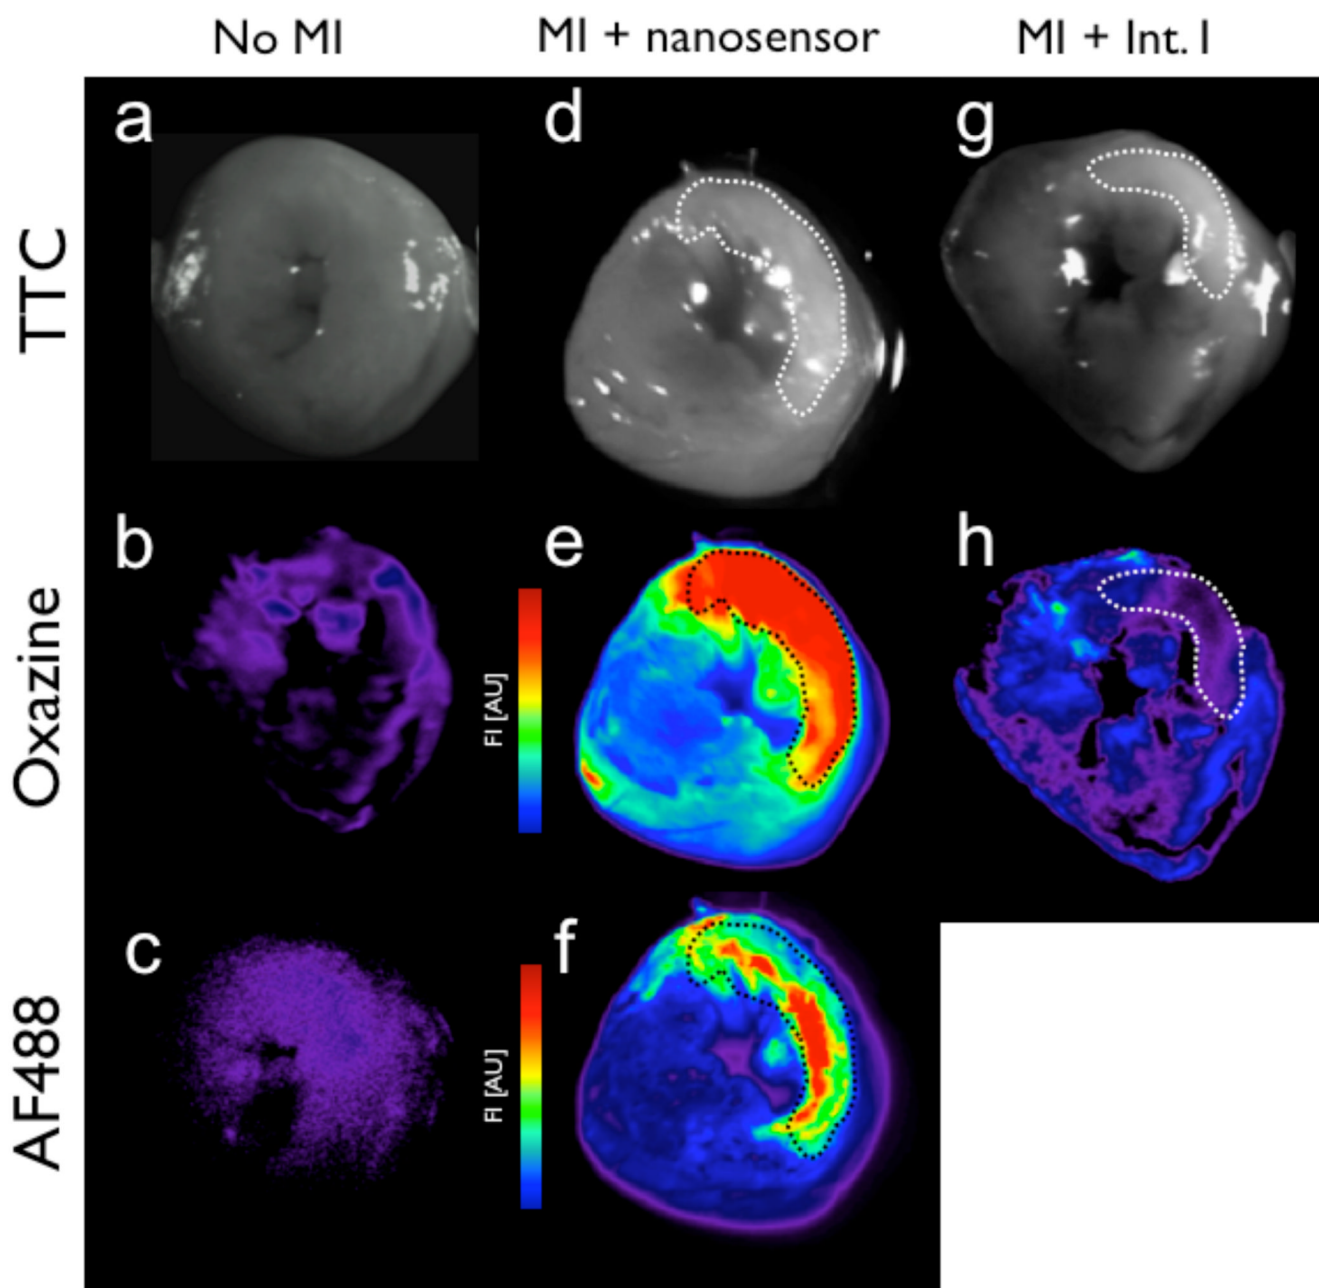 No MI
MI + nanosensor
MI + Int. I
TTC
a
d
g
Oxazine
b
FI [AU]
e
h
AF488
c
FI [AU]
f